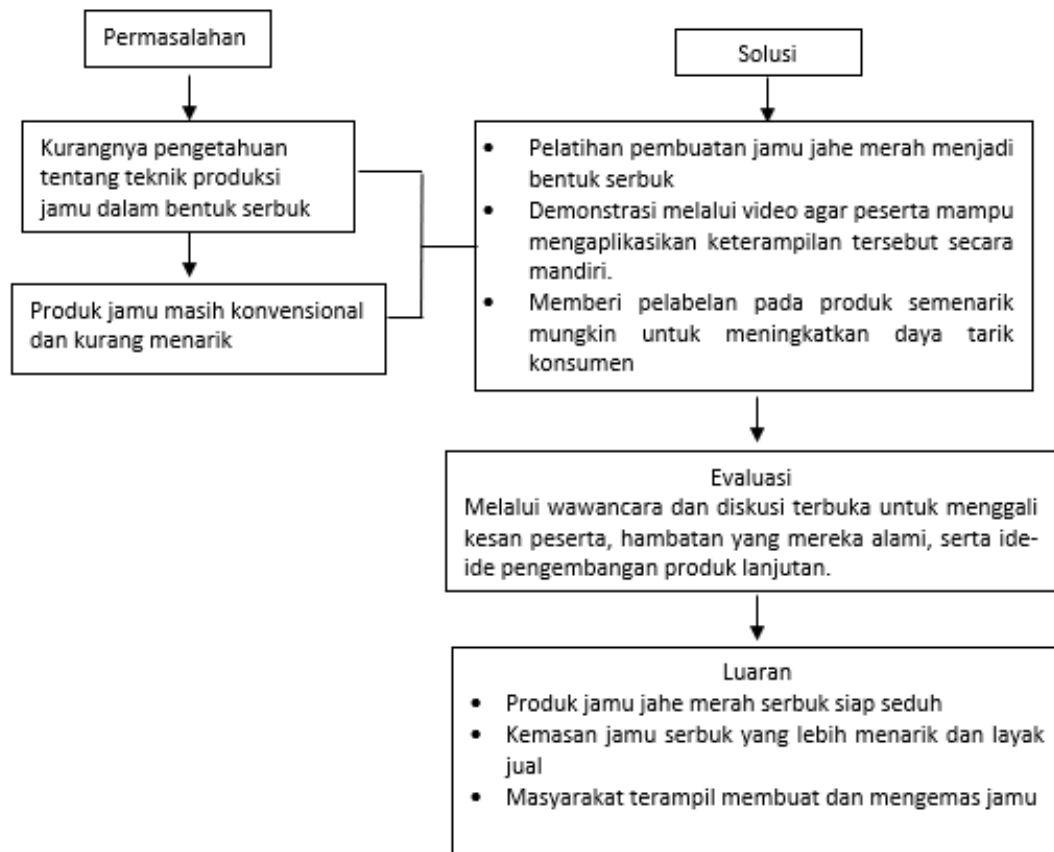 Permasalahan
Kurangnya pengetahuan
tentang teknik produksi
jamu dalam bentuk serbuk
Produk jamu masih konvensional
dan kurang menarik
Solusi
• Pelatihan pembuatan jamu jahe merah menjadi
bentuk serbuk
• Demonstrasi melalui video agar peserta mampu
mengaplikasikan keterampilan tersebut secara
mandiri.
• Memberi pelabelan pada produk semenarik
mungkin untuk meningkatkan daya tarik
konsumen
Evaluasi
Melalui wawancara dan diskusi terbuka untuk menggali
kesan peserta, hambatan yang mereka alami, serta ide-
ide pengembangan produk lanjutan.
Luaran
• Produk jamu jahe merah serbuk siap seduh
• Kemasan jamu serbuk yang lebih menarik dan layak
jual
• Masyarakat terampil membuat dan mengemas jamu